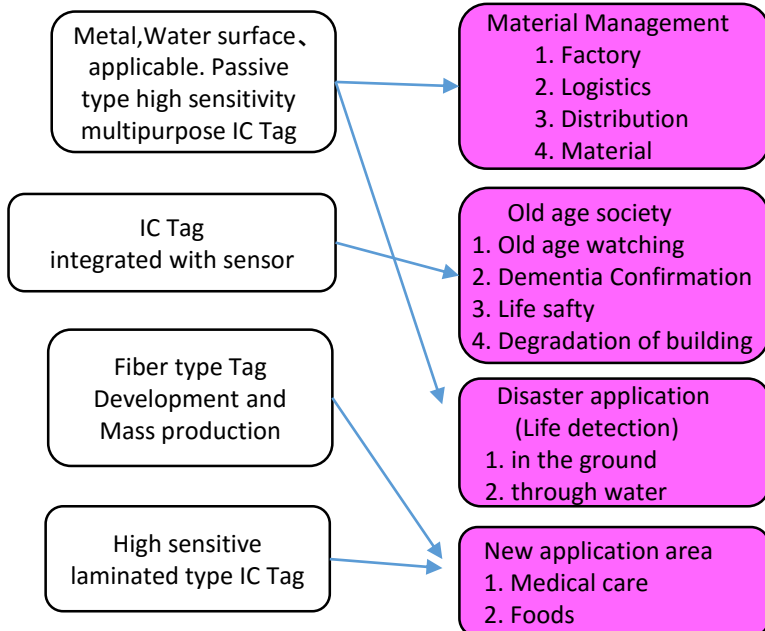 Metal,Water surface、
applicable. Passive
type high sensitivity
multipurpose IC Tag
IC Tag
integrated with sensor
Fiber type Tag
Development and
Mass production
High sensitive
laminated type IC Tag
Material Management
1. Factory
2. Logistics
3. Distribution
4. Material
Old age society
1. Old age watching
2. Dementia Confirmation
3. Life safty
4. Degradation of building
Disaster application
(Life detection)
1. in the ground
2. through water
New application area
1. Medical care
2. Foods